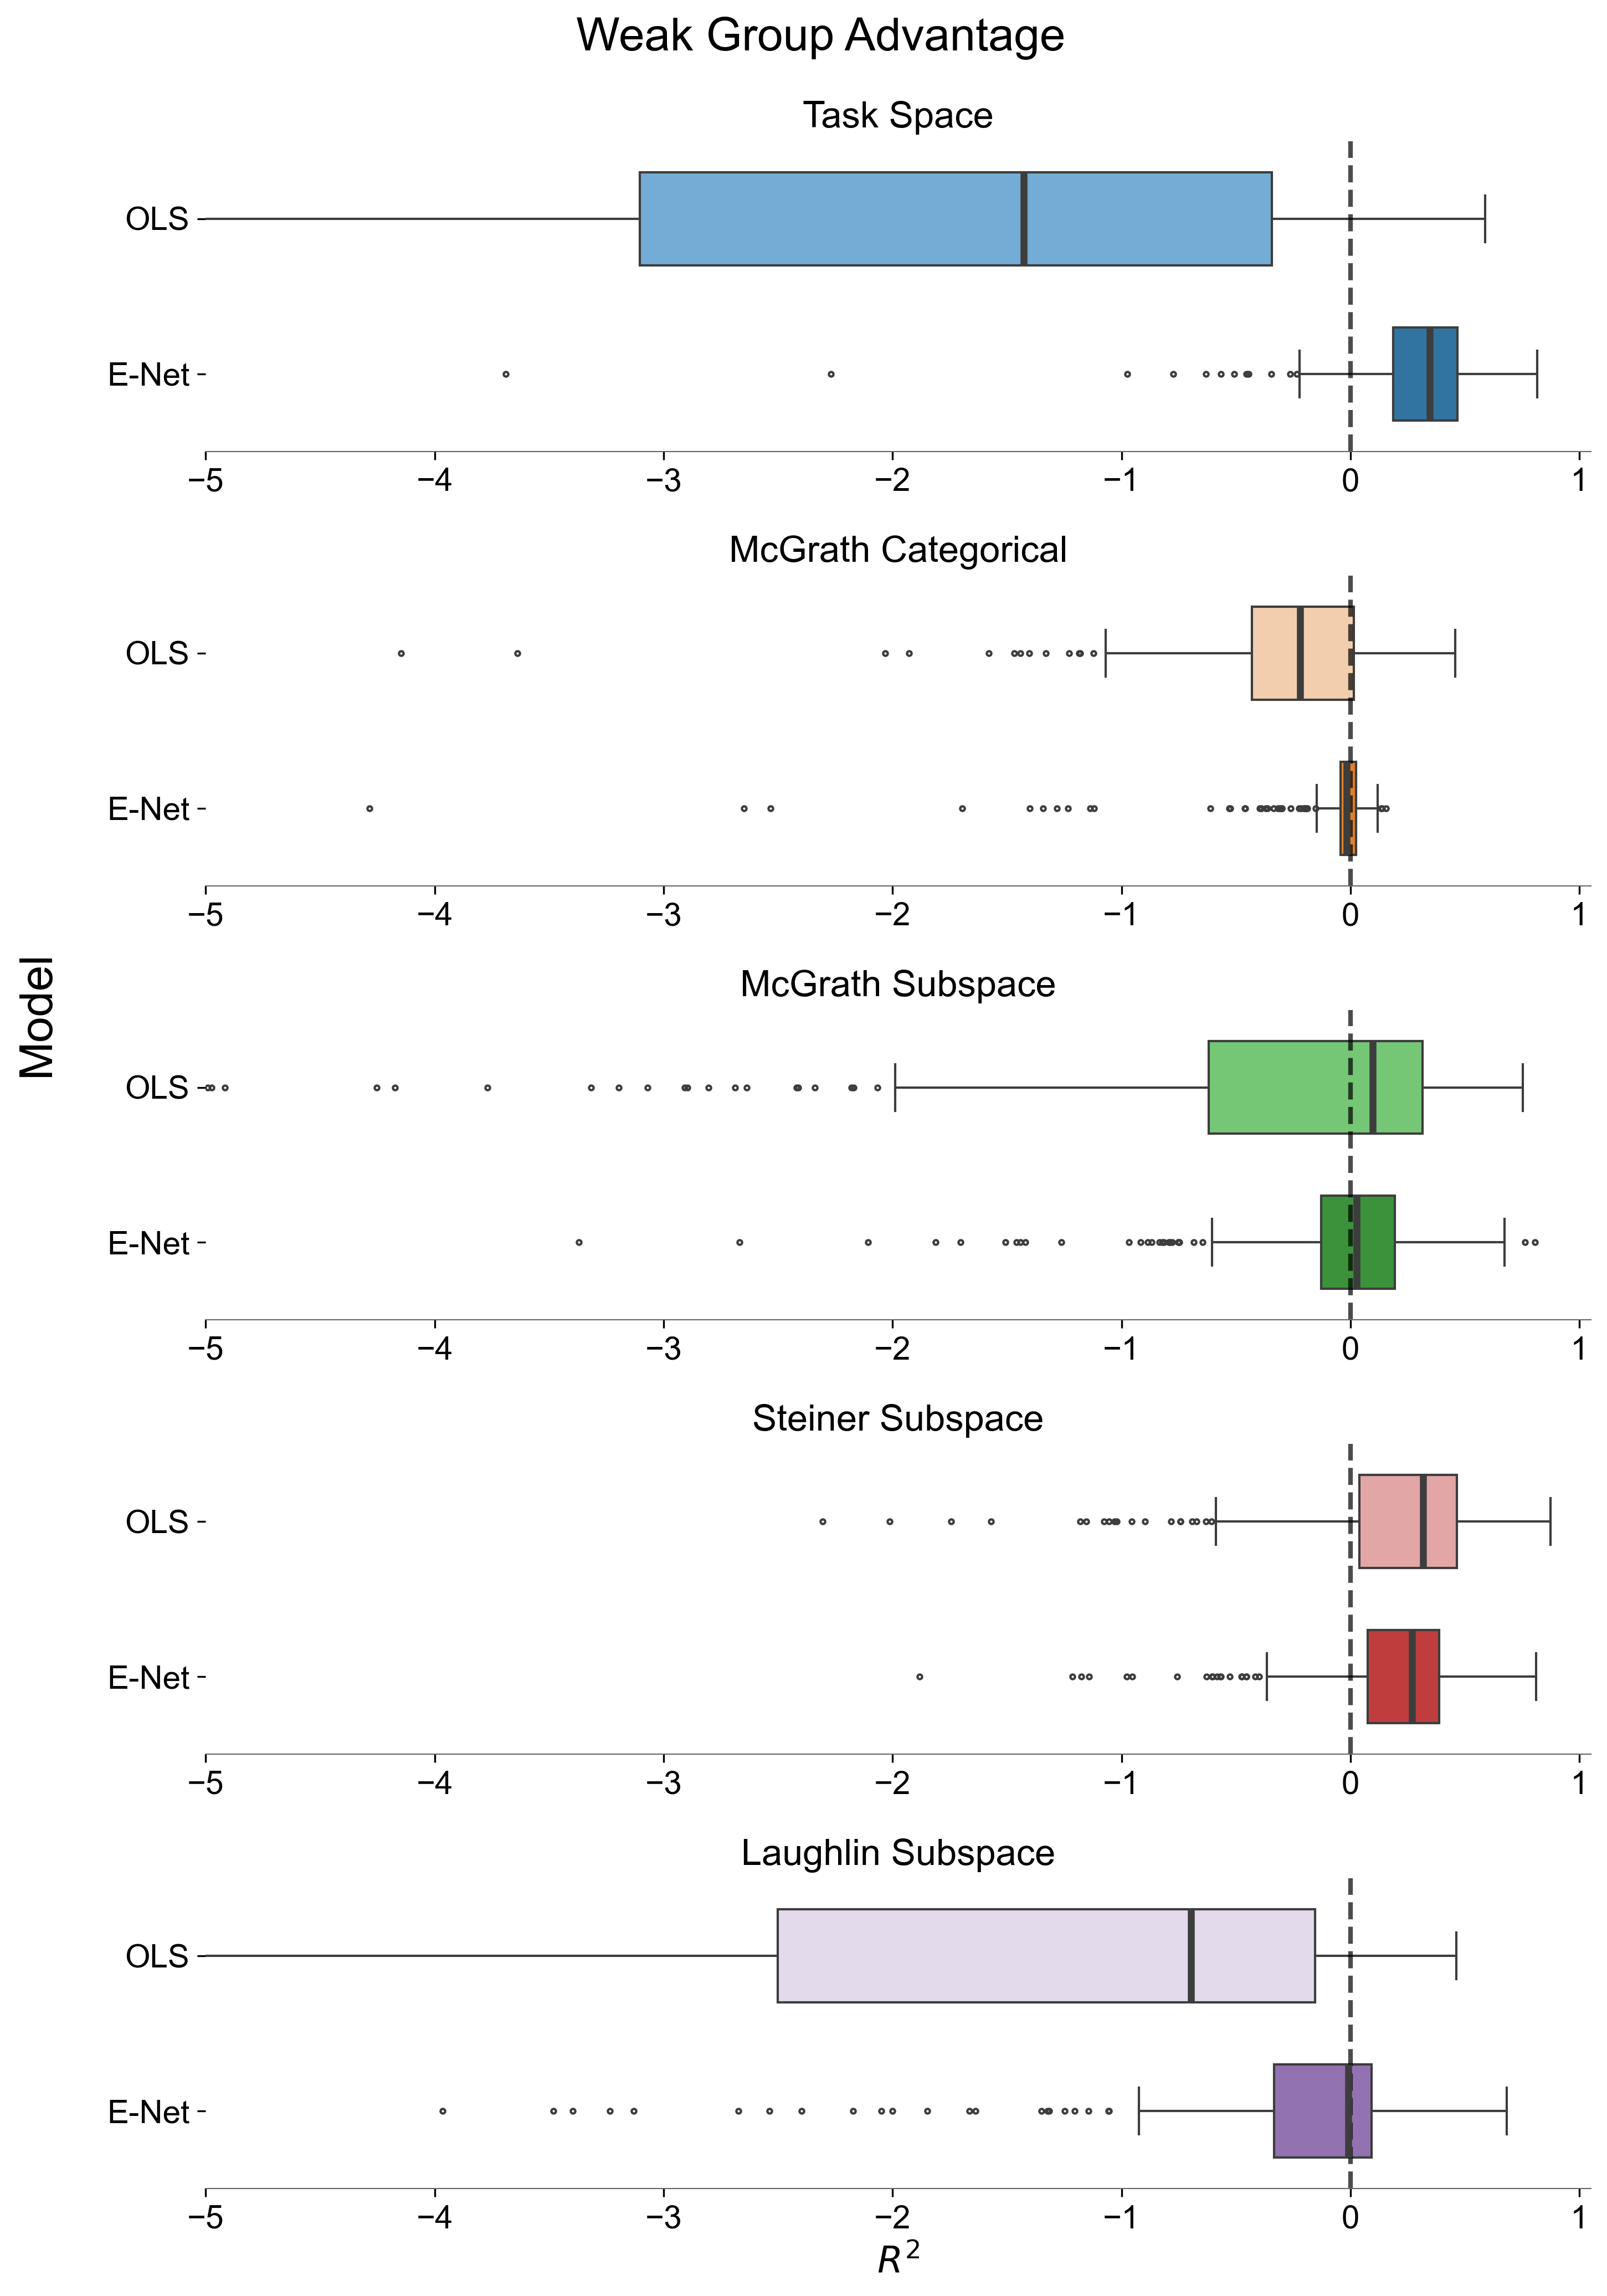 Weak Group Advantage
Task Space
OLS
E-Net
−5 −4 −3 −2 −1 0 1
McGrath Categorical
OLS
E-Net
−5 −4 −3 −2 −1 0 1
Model
McGrath Subspace
OLS
E-Net
−5 −4 −3 −2 −1 0 1
Steiner Subspace
OLS
E-Net
−5 −4 −3 −2 −1 0 1
Laughlin Subspace
OLS
E-Net
−5 −4 −3 −2 −1 0 1
R²